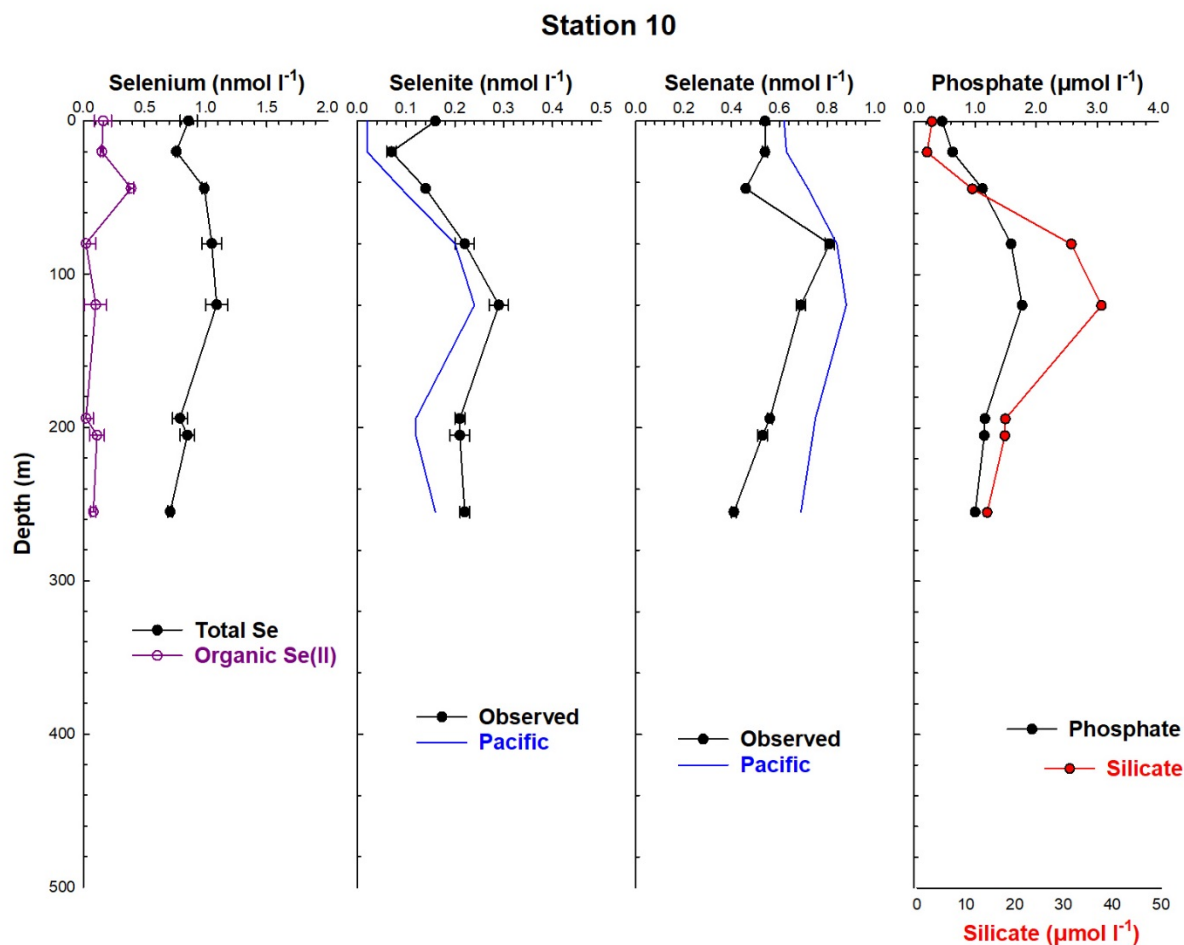 Station 10
Selenium (nmol l⁻¹)
0.0 0.5 1.0 1.5 2.0
Selenite (nmol l⁻¹)
0.0 0.1 0.2 0.3 0.4 0.5
Selenate (nmol l⁻¹)
0.0 0.2 0.4 0.6 0.8 1.0
Phosphate (µmol l⁻¹)
0.0 1.0 2.0 3.0 4.0
Depth (m)
0
100
200
300
400
500
Total Se
Organic Se(II)
Observed
Pacific
Observed
Pacific
Phosphate
Silicate
0 10 20 30 40 50
Silicate (µmol l⁻¹)